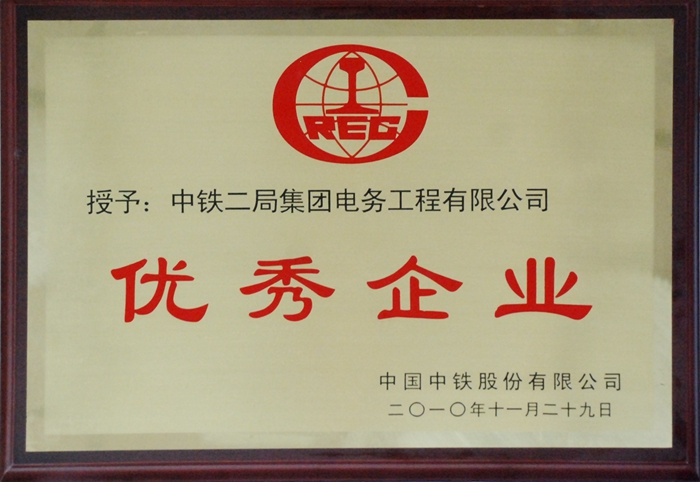 CREC
授予：中铁二局集团电务工程有限公司
优秀企业
中国中铁股份有限公司
二〇一〇年十一月二十九日